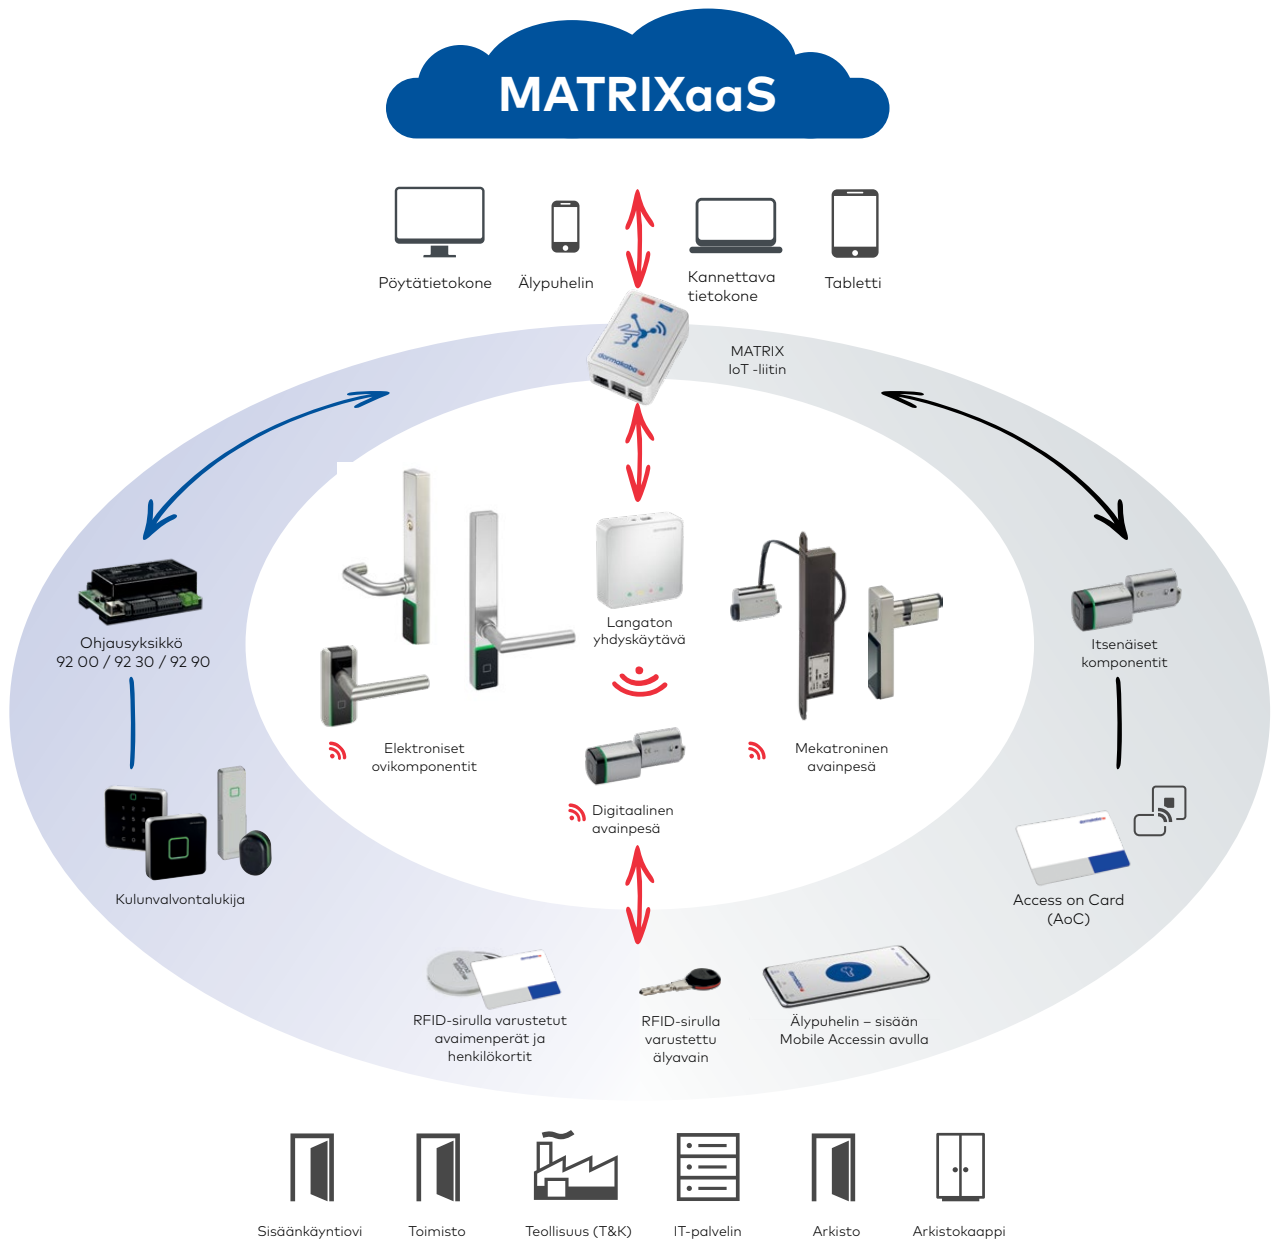 MATRIXaaS
Pöytätietokone
Älypuhelin
Kannettava
tietokone
Tabletti
dormakaba
MATRIX
IoT -liitin
Ohjausyksikkö
92 00 / 92 30 / 92 90
Langaton
yhdyskäytävä
Itsenäiset
komponentit
Elektroniset
ovikomponentit
Mekatroninen
avainpesä
Digitaalinen
avainpesä
Kulunvalvontalukija
Access on Card
(AoC)
RFID-sirulla varustetut
avaimenperät ja
henkilökortit
RFID-sirulla
varustettu
älyavain
Älypuhelin – sisään
Mobile Accessin avulla
Sisäänkäyntiovi
Toimisto
Teollisuus (T&K)
IT-palvelin
Arkisto
Arkistokaappi